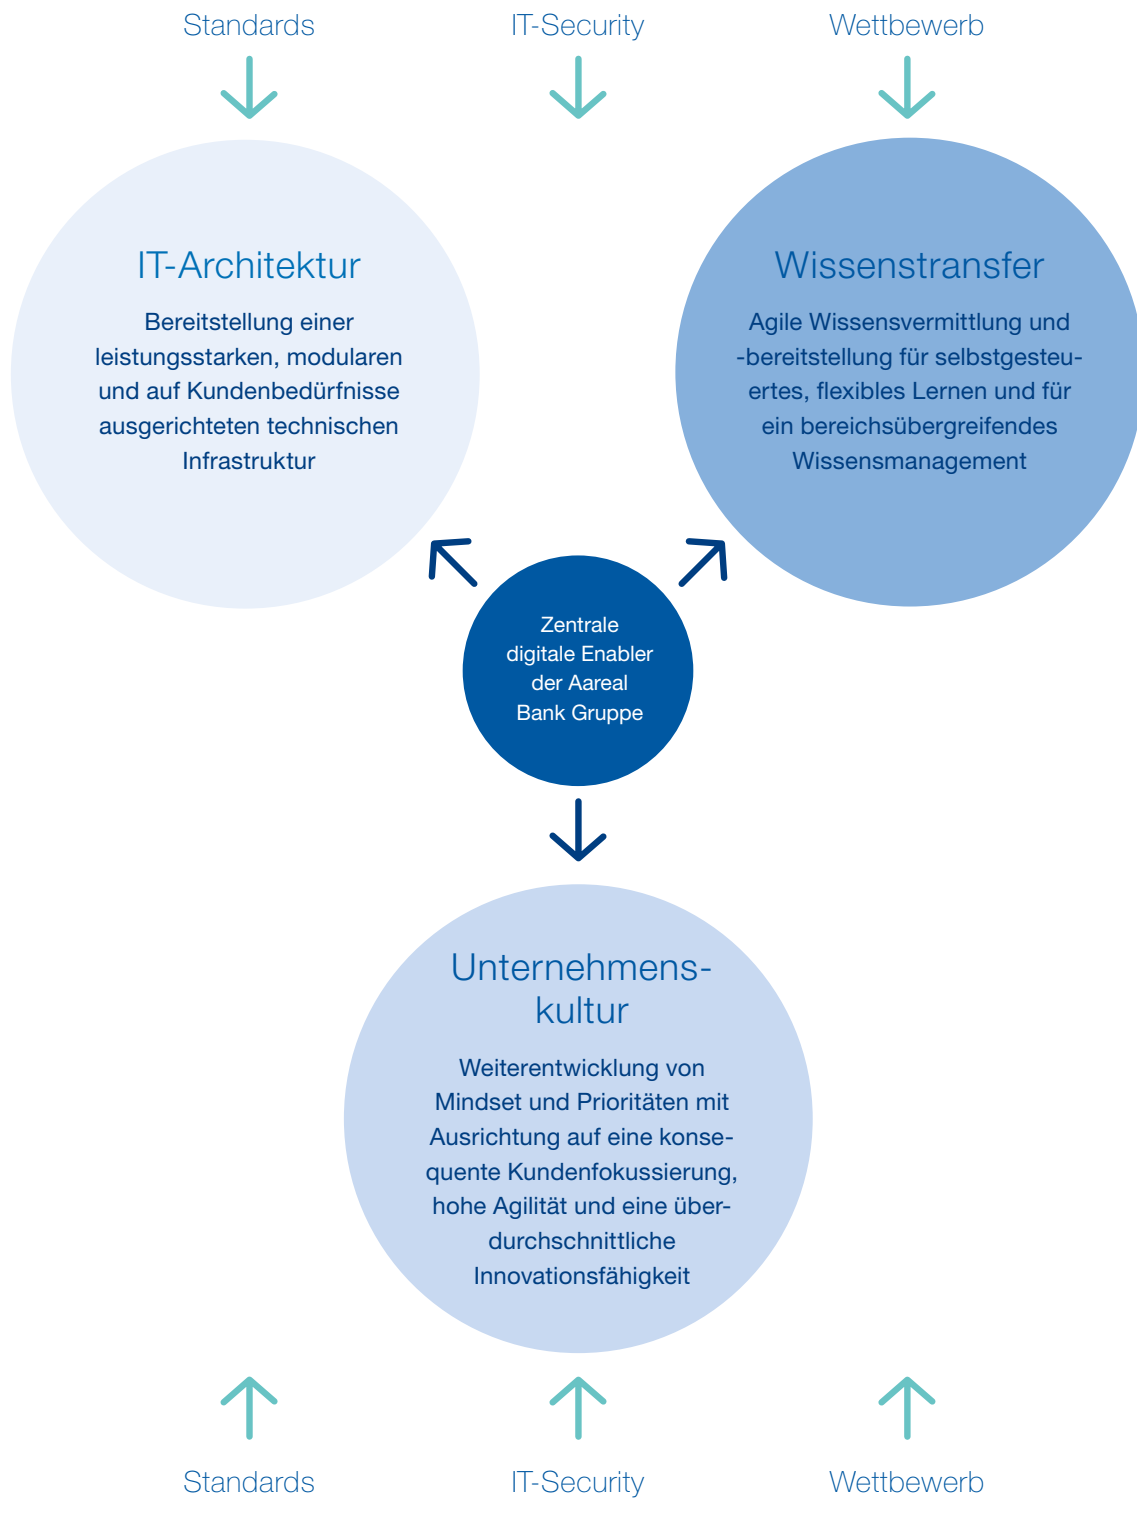 Standards
IT-Security
Wettbewerb
IT-Architektur
Bereitstellung einer
leistungsstarken, modularen
und auf Kundenbedürfnisse
ausgerichteten technischen
Infrastruktur
Wissenstransfer
Agile Wissensvermittlung und
-bereitstellung für selbstgesteu-
ertes, flexibles Lernen und für
ein bereichsübergreifendes
Wissensmanagement
Zentrale
digitale Enabler
der Aareal
Bank Gruppe
Unternehmens-
kultur
Weiterentwicklung von
Mindset und Prioritäten mit
Ausrichtung auf eine konse-
quente Kundenfokussierung,
hohe Agilität und eine über-
durchschnittliche
Innovationsfähigkeit
Standards
IT-Security
Wettbewerb